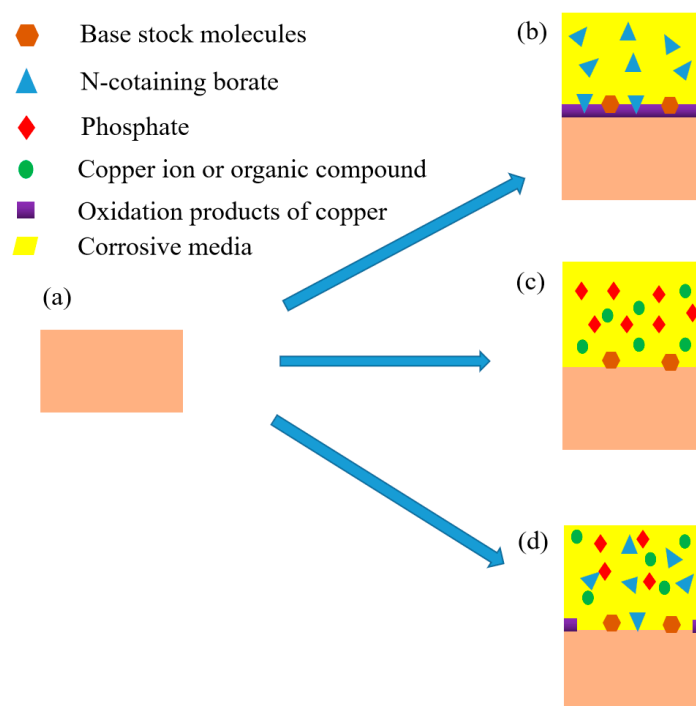 Base stock molecules
N-cotaining borate
Phosphate
Copper ion or organic compound
Oxidation products of copper
Corrosive media
(a)
(b)
(c)
(d)